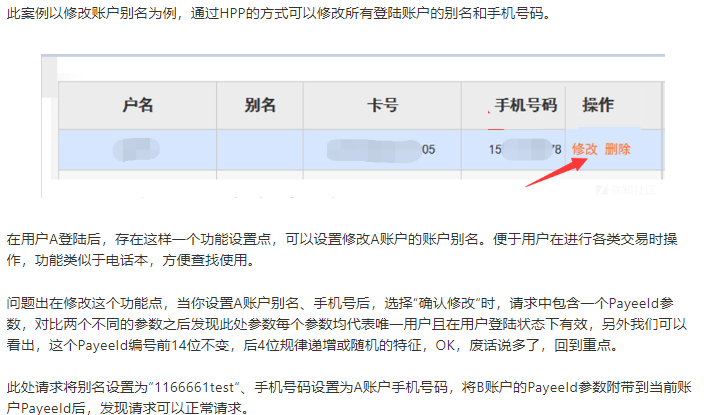 此案例以修改账户别名为例，通过HPP的方式可以修改所有登陆账户的别名和手机号码。
户名 别名 卡号 手机号码 操作
05 15 78 修改 删除
在用户A登陆后，存在这样一个功能设置点，可以设置修改A账户的账户别名。便于用户在进行各类交易时操
作，功能类似于电话本，方便查找使用。
问题出在修改这个功能点，当你设置A账户别名、手机号后，选择“确认修改”时，请求中包含一个PayeeId参
数，对比两个不同的参数之后发现此处参数每个参数均代表唯一用户且在用户登陆状态下有效，另外我们可以
看出，这个PayeeId编号前14位不变，后4位规律递增或随机的特征，OK，废话说多了，回到重点。
此处请求将别名设置为”1166661test“、手机号码设置为A账户手机号码，将B账户的PayeeId参数附带到当前账
户PayeeId后，发现请求可以正常请求。